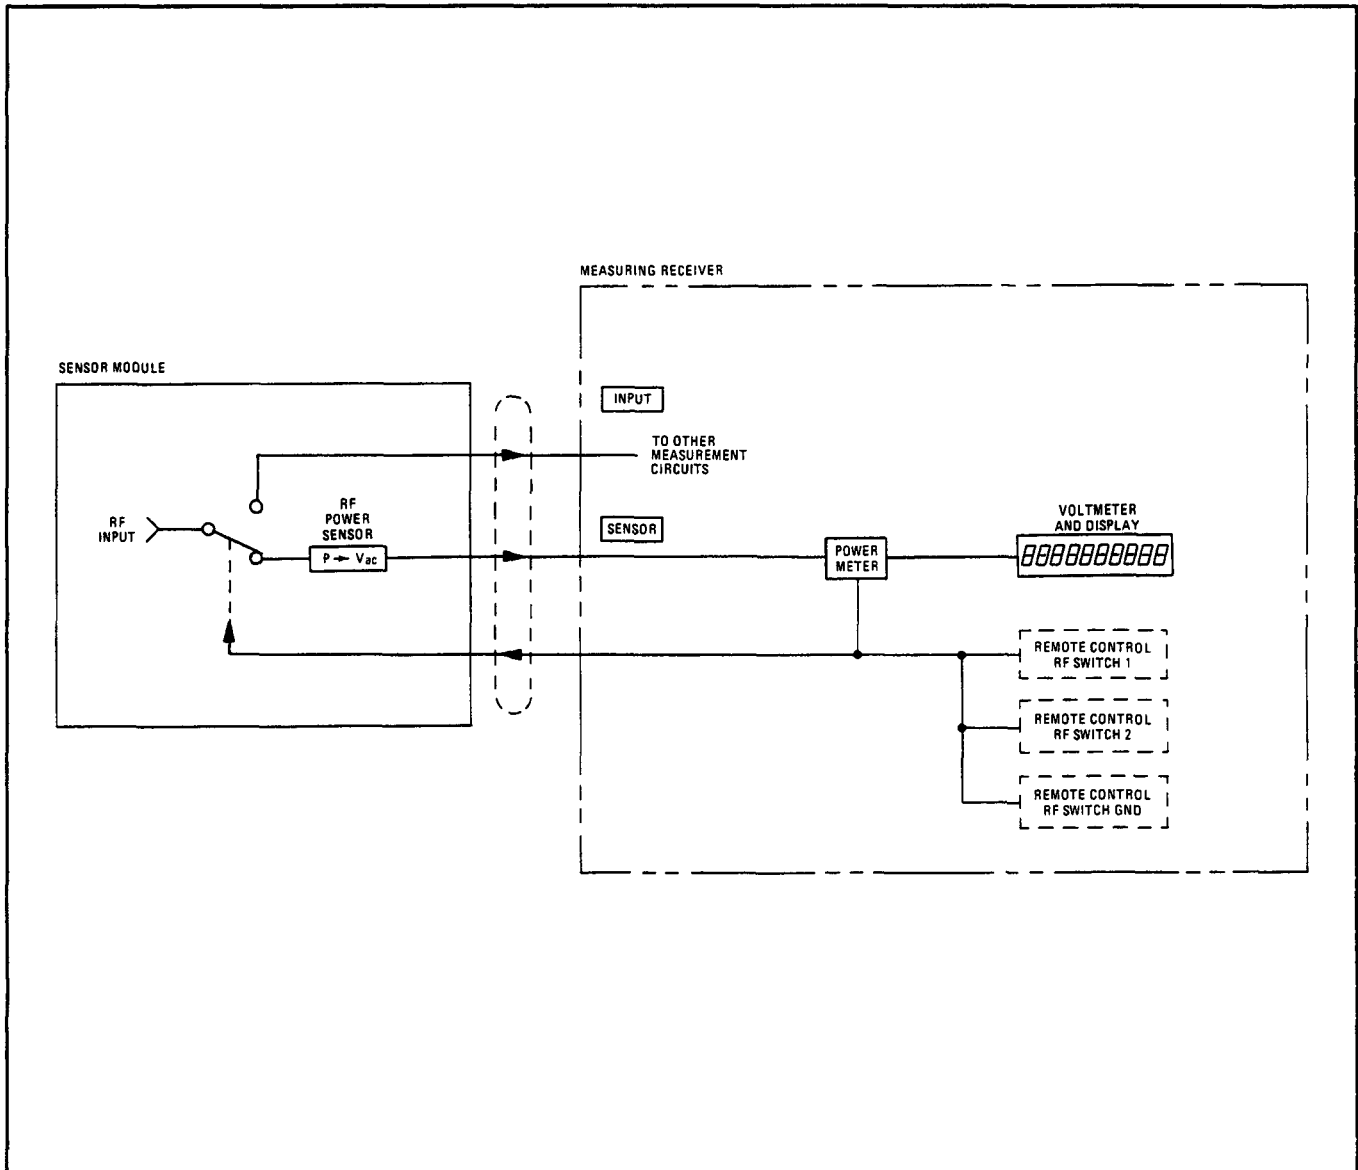 MEASURING RECEIVER
SENSOR MODULE
INPUT
TO OTHER
MEASUREMENT
CIRCUITS
RF
INPUT
RF
POWER
SENSOR
P → Vac
SENSOR
POWER
METER
VOLTMETER
AND DISPLAY
8888888888
REMOTE CONTROL
RF SWITCH 1
REMOTE CONTROL
RF SWITCH 2
REMOTE CONTROL
RF SWITCH GND